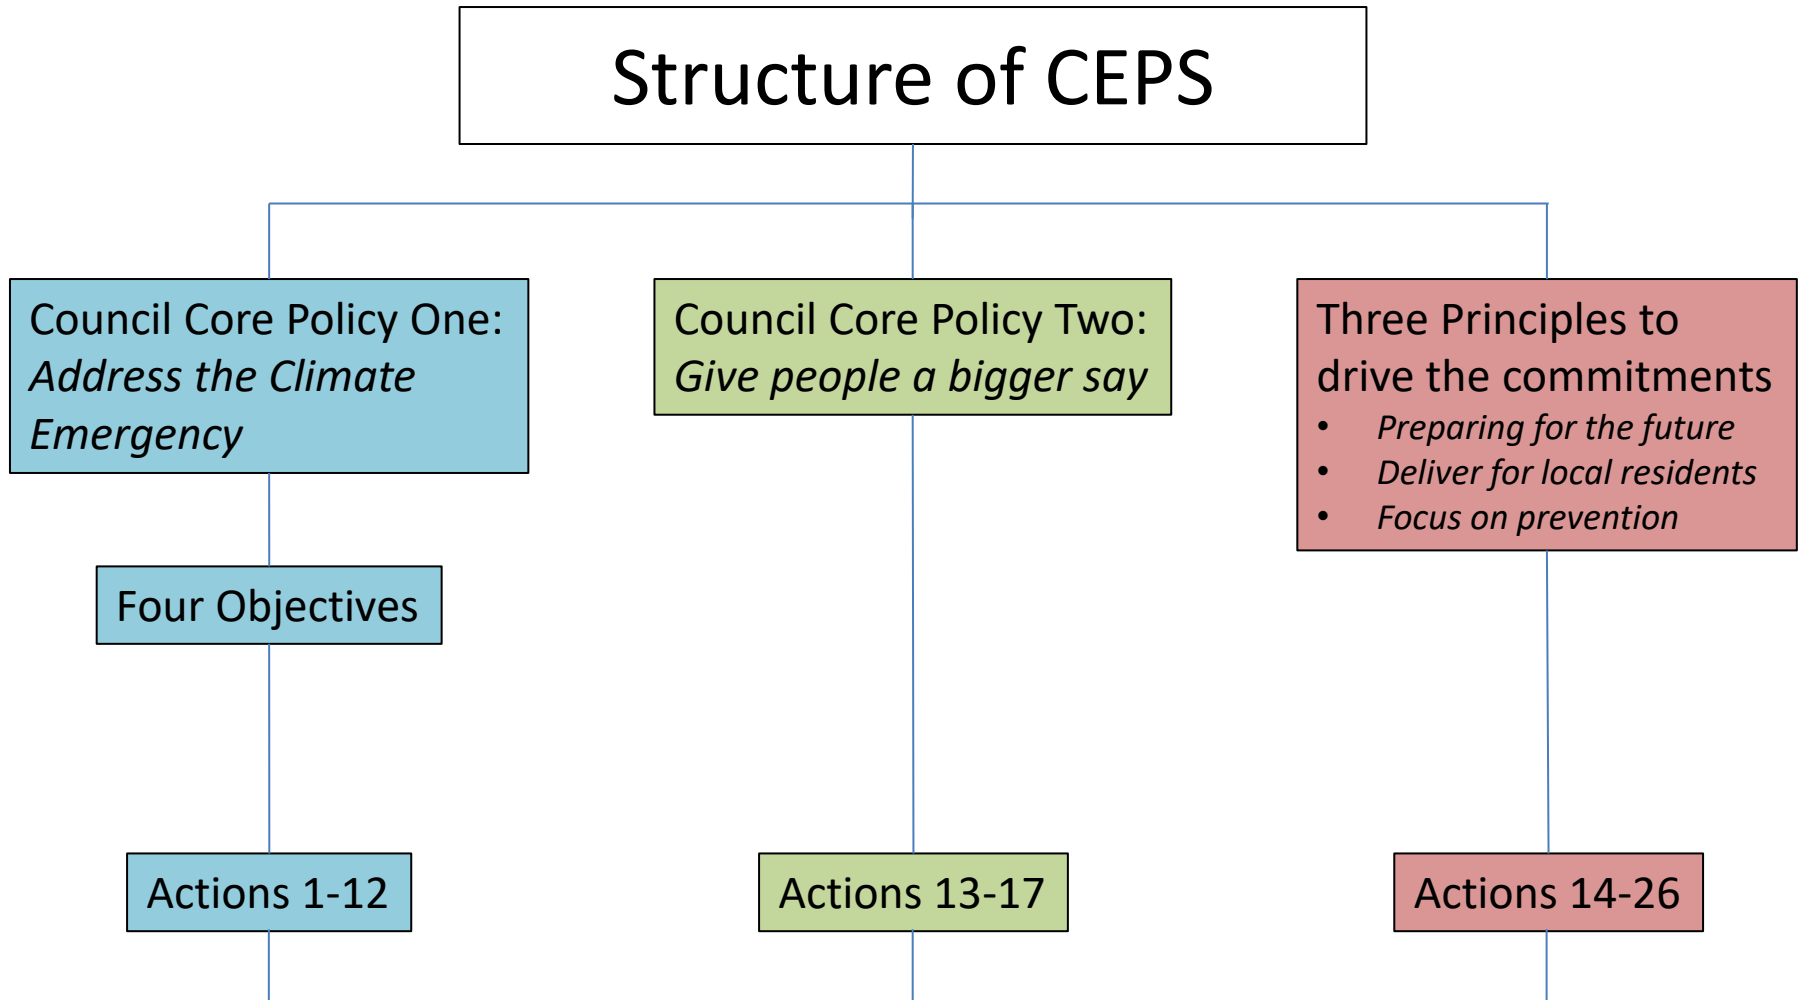 Structure of CEPS
Council Core Policy One:
Address the Climate
Emergency
Council Core Policy Two:
Give people a bigger say
Three Principles to
drive the commitments
• Preparing for the future
• Deliver for local residents
• Focus on prevention
Four Objectives
Actions 1-12
Actions 13-17
Actions 14-26